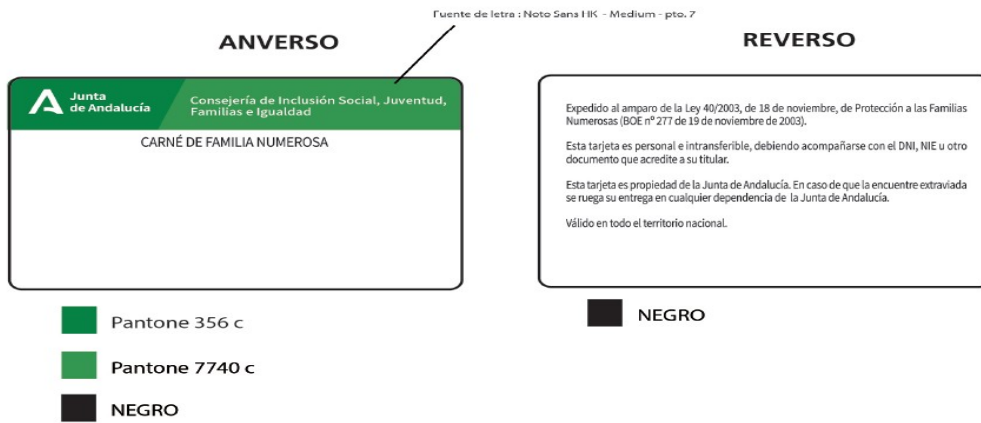 Fuente de letra : Noto Sans HK - Medium - pto. 7
ANVERSO
Junta
de Andalucía
Consejería de Inclusión Social, Juventud,
Familias e Igualdad
CARNÉ DE FAMILIA NUMEROSA
Pantone 356 c
Pantone 7740 c
NEGRO
REVERSO
Expedido al amparo de la Ley 40/2003, de 18 de noviembre, de Protección a las Familias
Numerosas (BOE nº 277 de 19 de noviembre de 2003).
Esta tarjeta es personal e intransferible, debiendo acompañarse con el DNI, NIE u otro
documento que acredite a su titular.
Esta tarjeta es propiedad de la Junta de Andalucía. En caso de que la encuentre extraviada
se ruega su entrega en cualquier dependencia de la Junta de Andalucía.
Válido en todo el territorio nacional.
NEGRO